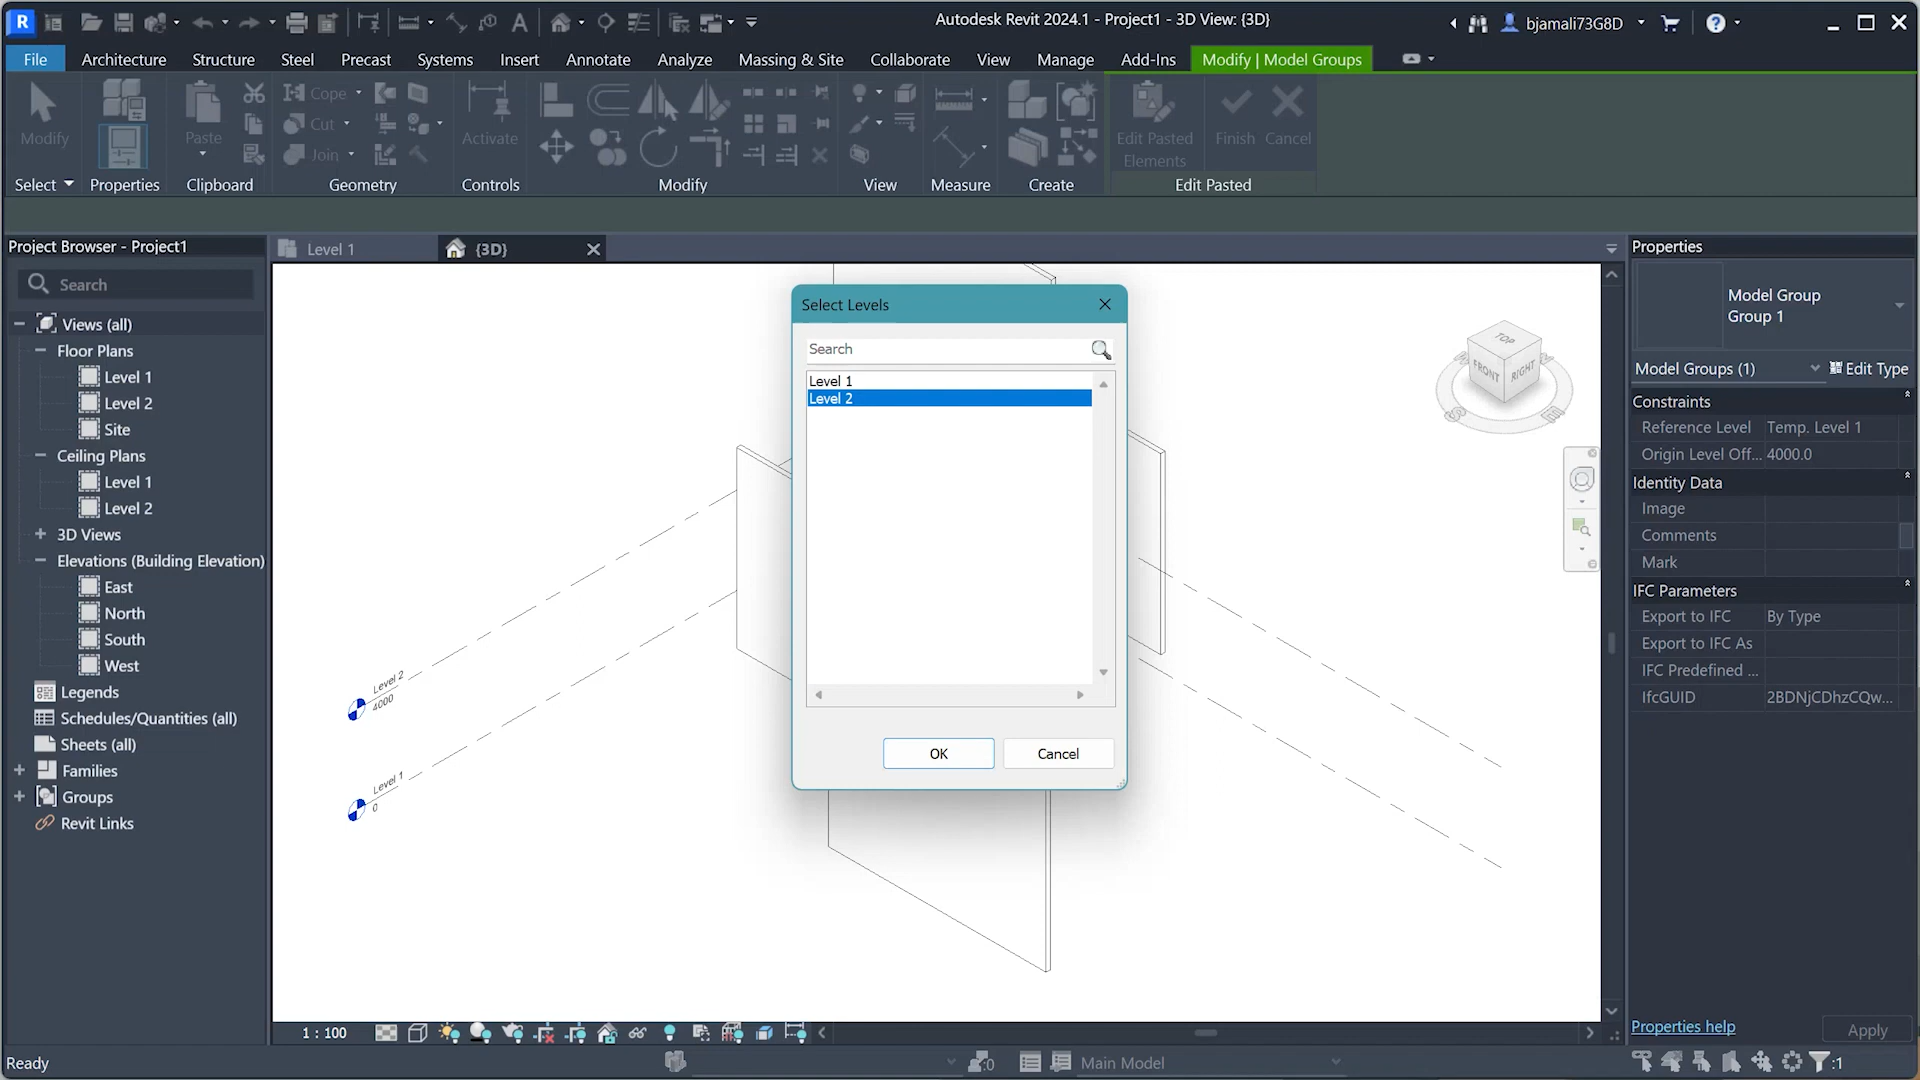 Autodesk Revit 2024.1 - Project1 - 3D View: {3D}
bjamali73G8D
File
Architecture
Structure
Steel
Precast
Systems
Insert
Annotate
Analyze
Massing & Site
Collaborate
View
Manage
Add-Ins
Modify | Model Groups
Modify
Paste
Cope
Cut
Join
Activate
Edit Pasted
Elements
Finish
Cancel
Select
Properties
Clipboard
Geometry
Controls
Modify
View
Measure
Create
Edit Pasted
Project Browser - Project1
Search
Views (all)
Floor Plans
Level 1
Level 2
Site
Ceiling Plans
Level 1
Level 2
3D Views
Elevations (Building Elevation)
East
North
South
West
Legends
Schedules/Quantities (all)
Sheets (all)
Families
Groups
Revit Links
Level 1
{3D}
Level 2
4000
Level 1
0
Select Levels
Search
Level 1
Level 2
OK
Cancel
TOP
FRONT
RIGHT
S
E
Properties
Model Group
Group 1
Model Groups (1)
Edit Type
Constraints
Reference Level
Temp. Level 1
Origin Level Off...
4000.0
Identity Data
Image
Comments
Mark
IFC Parameters
Export to IFC
By Type
Export to IFC As
IFC Predefined ...
IfcGUID
2BDNjCDhzCQw...
Properties help
Apply
1 : 100
Ready
:0
Main Model
:1